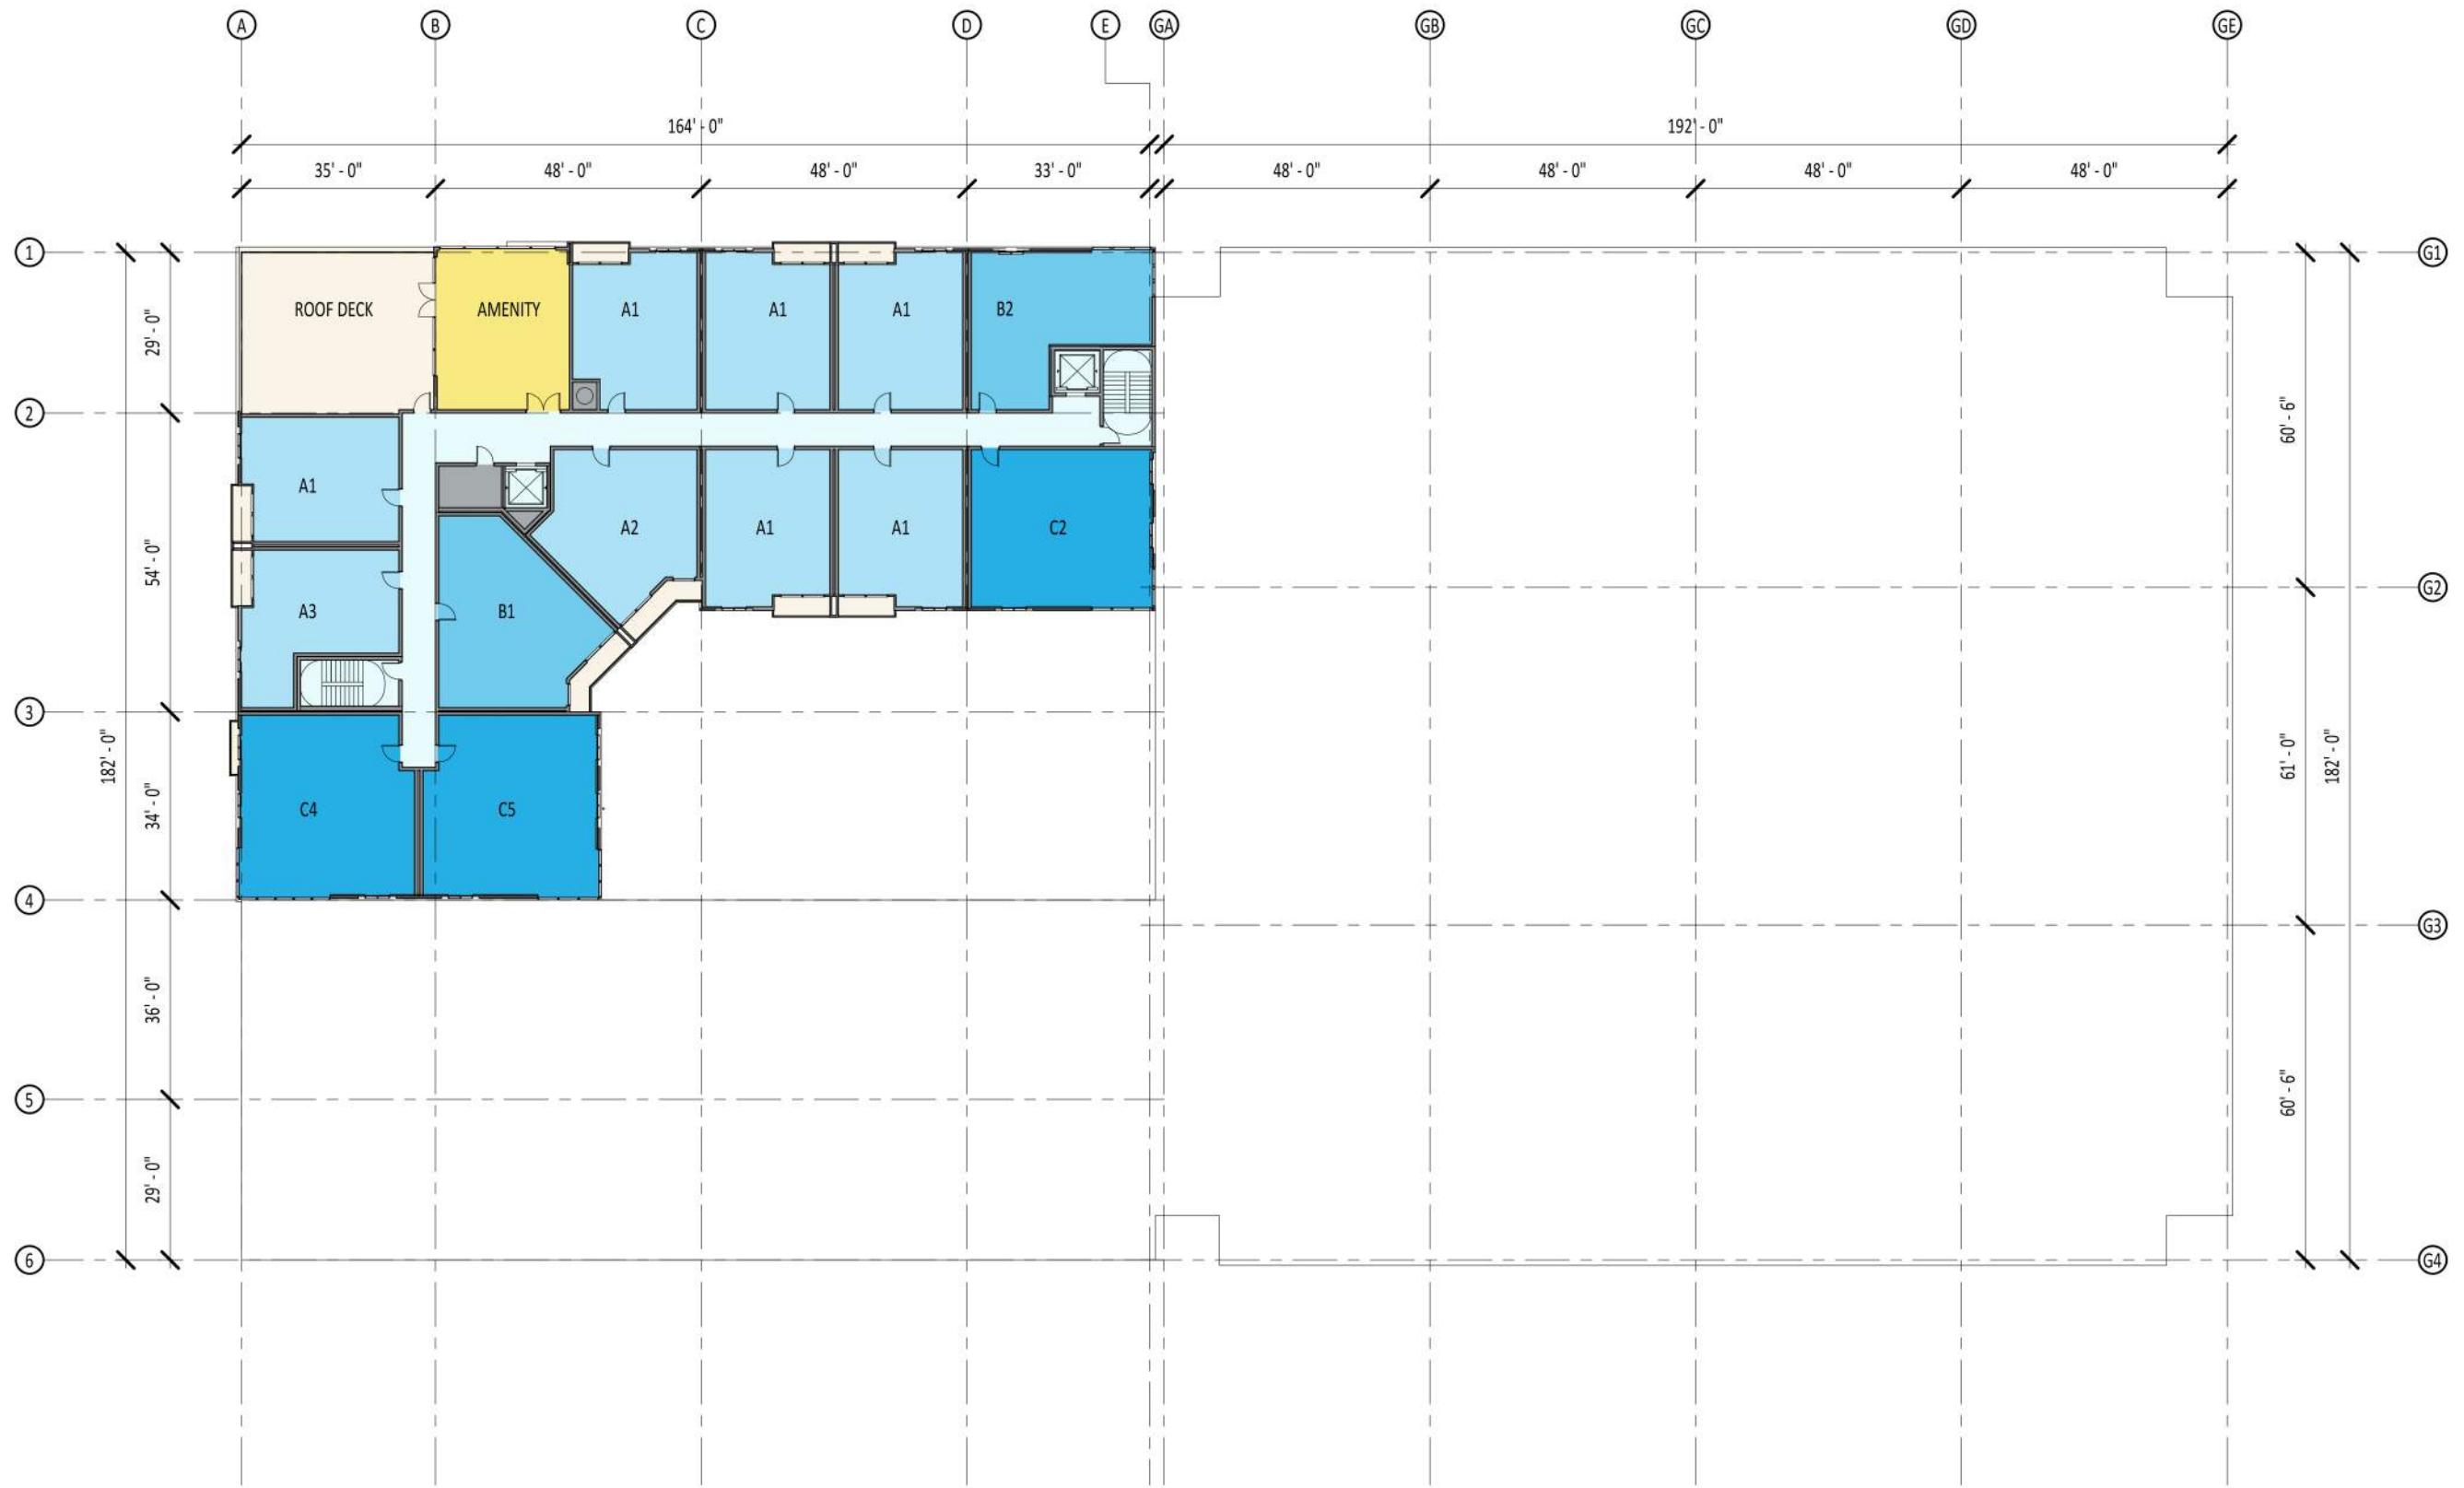 A B C D E GA GB GC GD GE
164' - 0" 192' - 0"
35' - 0" 48' - 0" 48' - 0" 33' - 0" 48' - 0" 48' - 0" 48' - 0" 48' - 0"
1 G1
ROOF DECK AMENITY A1 A1 A1 B2
29' - 0"
2
60' - 6"
A1
A2 A1 A1 C2
54' - 0"
G2
A3 B1
3
182' - 0" 61' - 0" 182' - 0"
34' - 0"
C4 C5
4
G3
36' - 0"
5
60' - 6"
29' - 0"
6 G4